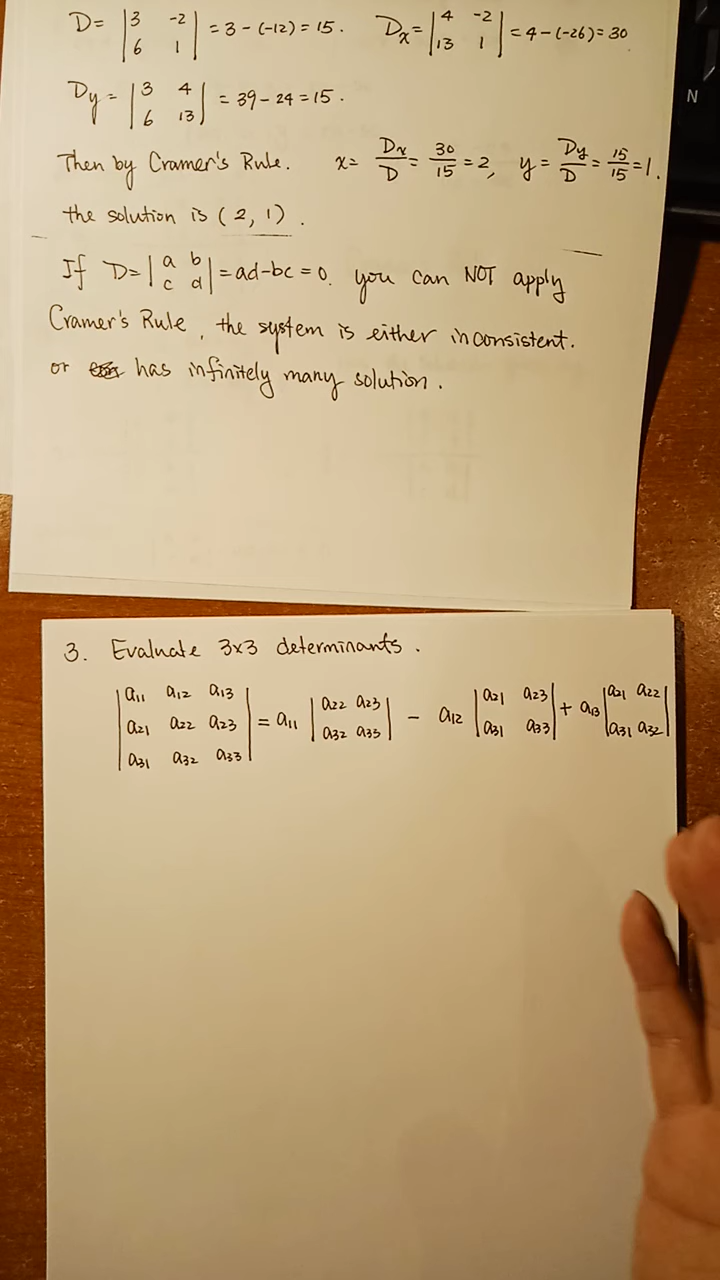 D= | 3 -2 | = 3 - (-12) = 15. Dx= | 4 -2 | = 4 - (-26) = 30
| 6 1 | | 13 1 |
Dy = | 3 4 | = 39 - 24 = 15.
| 6 13 |
Then by Cramer's Rule. x= Dx/D = 30/15 = 2, y = Dy/D = 15/15 = 1.
the solution is (2, 1).
If D= | a b | = ad-bc = 0. you can NOT apply
| c d |
Cramer's Rule, the system is either inconsistent.
or has infinitely many solution.
N
3. Evaluate 3x3 determinants.
| a11 a12 a13 |
| a21 a22 a23 | = a11 | a22 a23 | - a12 | a21 a23 | + a13 | a21 a22 |
| a31 a32 a33 | | a32 a33 | | a31 a33 | | a31 a32 |